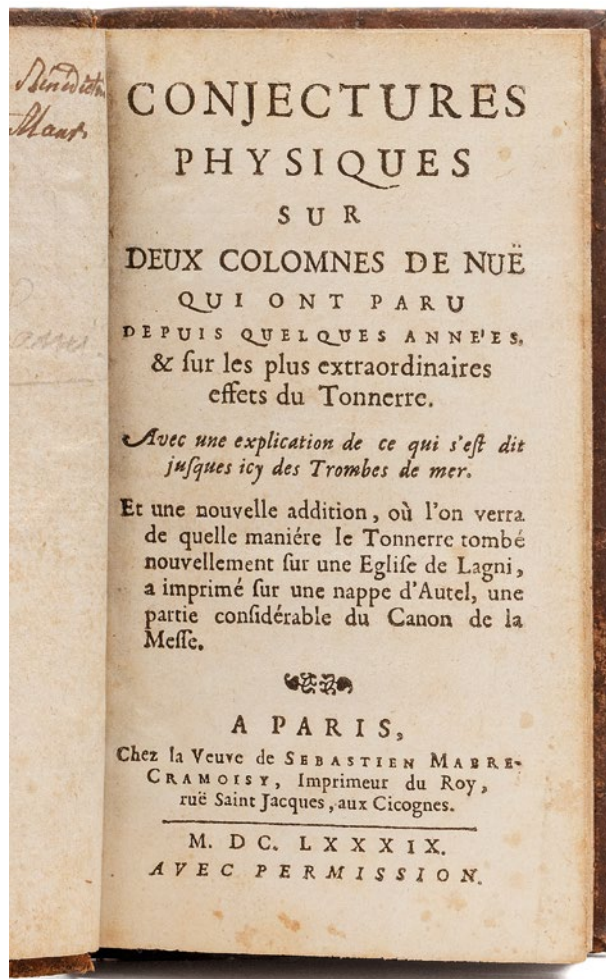 CONJECTURES
PHYSIQUES
SUR
DEUX COLOMNES DE NUË
QUI ONT PARU
DEPUIS QUELQUES ANNE'ES,
& ſur les plus extraordinaires
effets du Tonnerre.
Avec une explication de ce qui s'eſt dit
juſques icy des Trombes de mer.
Et une nouvelle addition, où l'on verra
de quelle maniére le Tonnerre tombé
nouvellement ſur une Egliſe de Lagni,
a imprimé ſur une nappe d'Autel, une
partie conſidérable du Canon de la
Meſſe.
A PARIS,
Chez la Veuve de SEBASTIEN MABRE-
CRAMOISY, Imprimeur du Roy,
ruë Saint Jacques, aux Cicognes.
M. DC. LXXXIX.
AVEC PERMISSION.